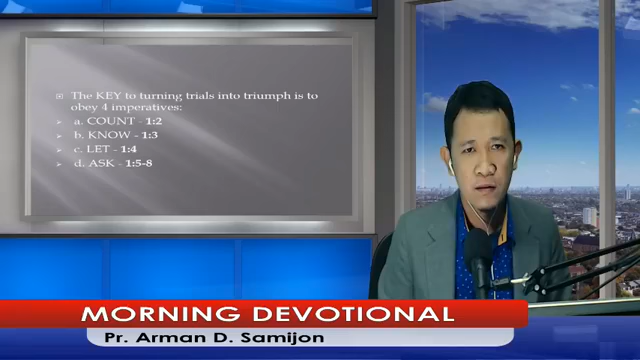 The KEY to turning trials into triumph is to
obey 4 imperatives:
a. COUNT - 1:2
b. KNOW - 1:3
c. LET - 1:4
d. ASK - 1:5-8
MORNING DEVOTIONAL
Pr. Arman D. Samijon